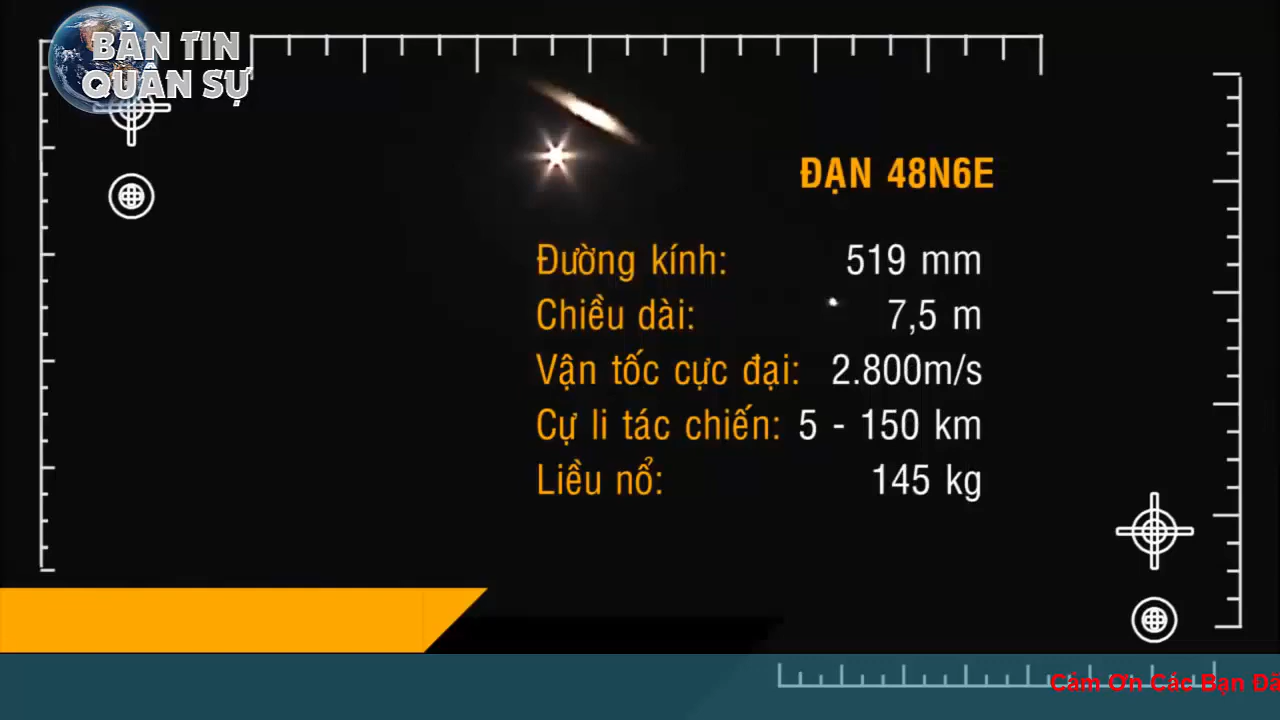 BẢN TIN
QUÂN SỰ
ĐẠN 48N6E
Đường kính: 519 mm
Chiều dài: 7,5 m
Vận tốc cực đại: 2.800m/s
Cự li tác chiến: 5 - 150 km
Liều nổ: 145 kg
Cảm Ơn Các Bạn Đã